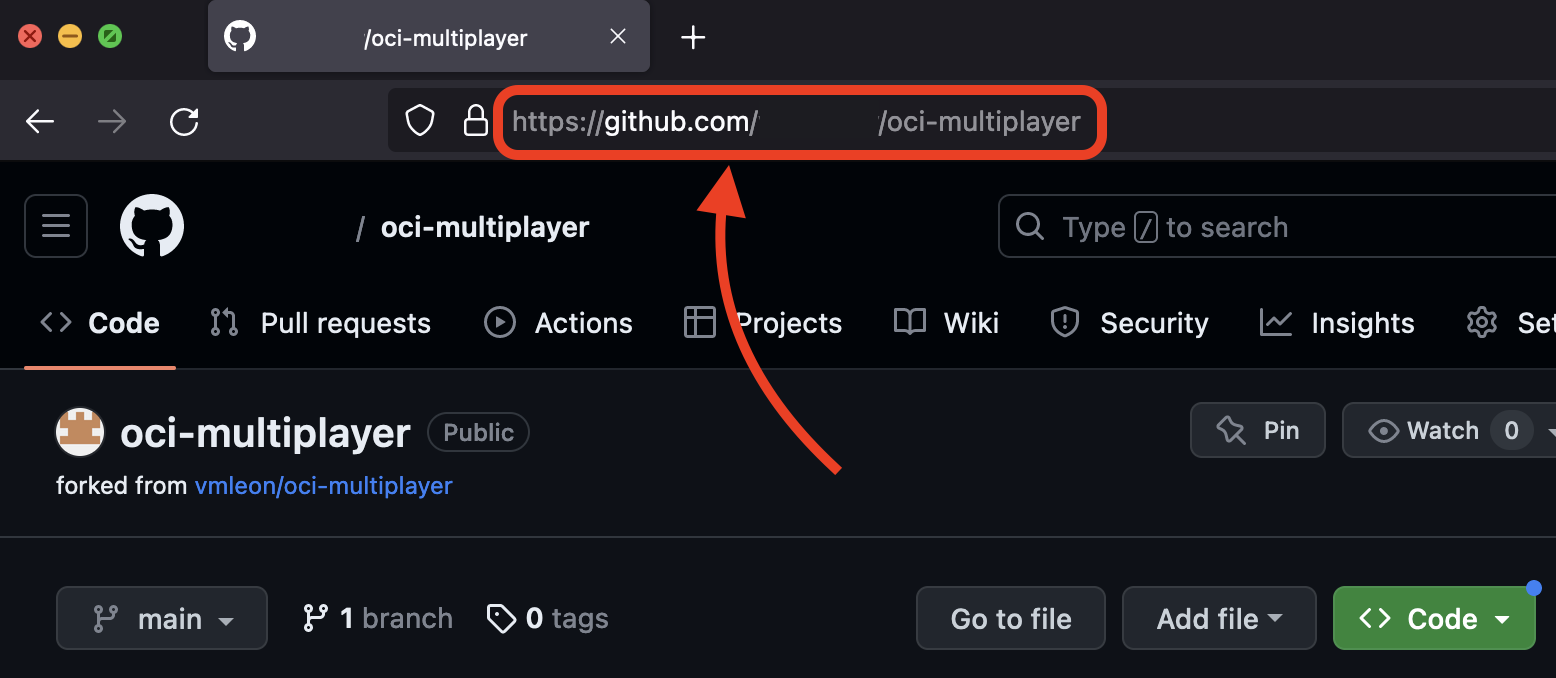 /oci-multiplayer
https://github.com/ /oci-multiplayer
/ oci-multiplayer
Type / to search
Code Pull requests Actions Projects Wiki Security Insights Set
oci-multiplayer Public
Pin Watch 0
forked from vmleon/oci-multiplayer
main 1 branch 0 tags Go to file Add file Code